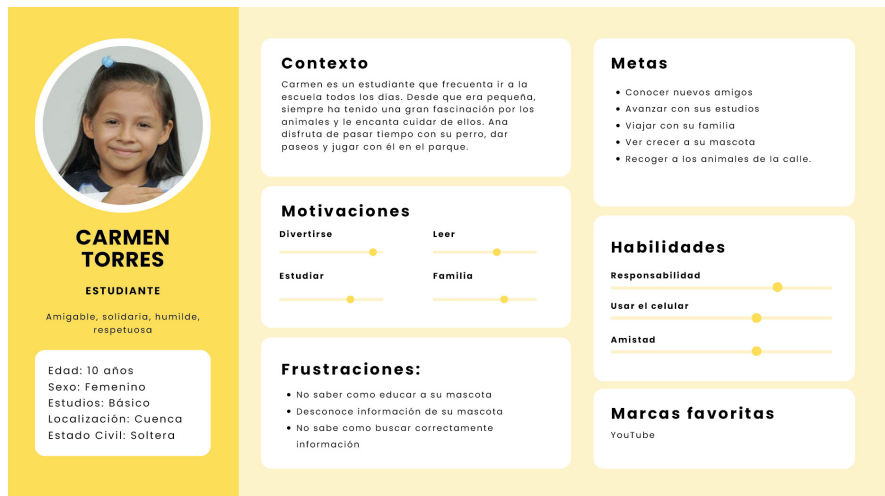 CARMEN
TORRES
ESTUDIANTE
Amigable, solidaria, humilde,
respetuosa
Edad: 10 años
Sexo: Femenino
Estudios: Básico
Localización: Cuenca
Estado Civil: Soltera
Contexto
Carmen es un estudiante que frecuenta ir a la
escuela todos los días. Desde que era pequeña,
siempre ha tenido una gran fascinación por los
animales y le encanta cuidar de ellos. Ana
disfruta de pasar tiempo con su perro, dar
paseos y jugar con él en el parque.
Motivaciones
Divertirse
Leer
Estudiar
Familia
Frustraciones:
• No saber como educar a su mascota
• Desconoce información de su mascota
• No sabe como buscar correctamente
información
Metas
• Conocer nuevos amigos
• Avanzar con sus estudios
• Viajar con su familia
• Ver crecer a su mascota
• Recoger a los animales de la calle.
Habilidades
Responsabilidad
Usar el celular
Amistad
Marcas favoritas
YouTube